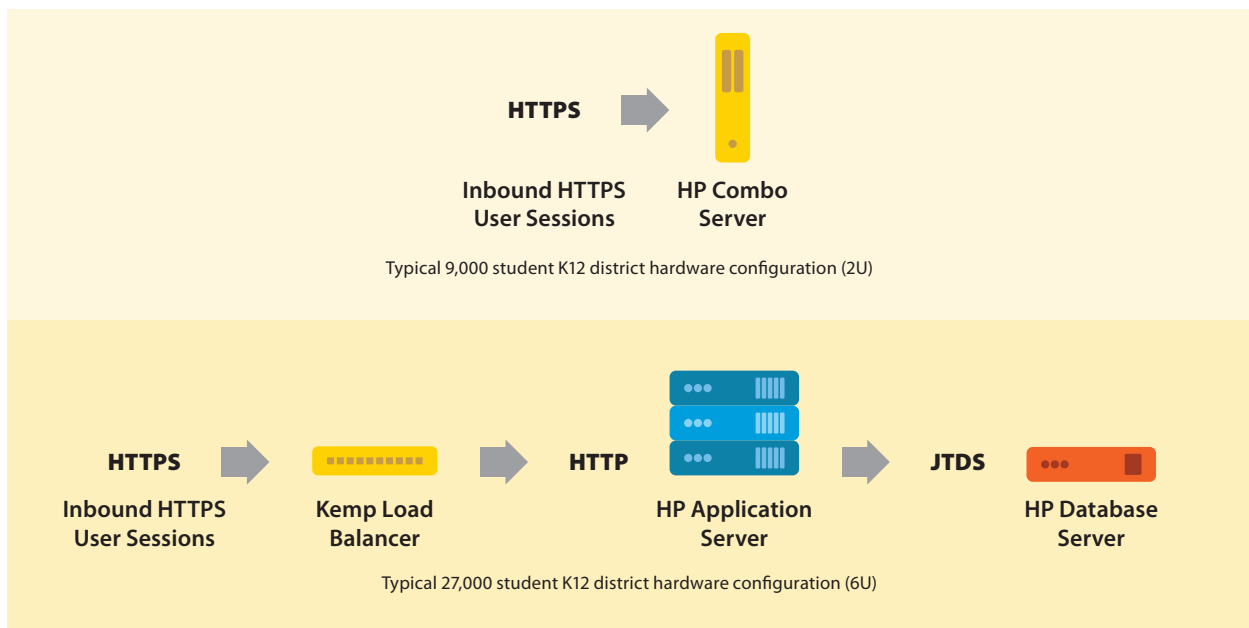 HTTPS
Inbound HTTPS
User Sessions
HP Combo
Server
Typical 9,000 student K12 district hardware configuration (2U)
HTTPS
Inbound HTTPS
User Sessions
Kemp Load
Balancer
HTTP
HP Application
Server
JTDS
HP Database
Server
Typical 27,000 student K12 district hardware configuration (6U)